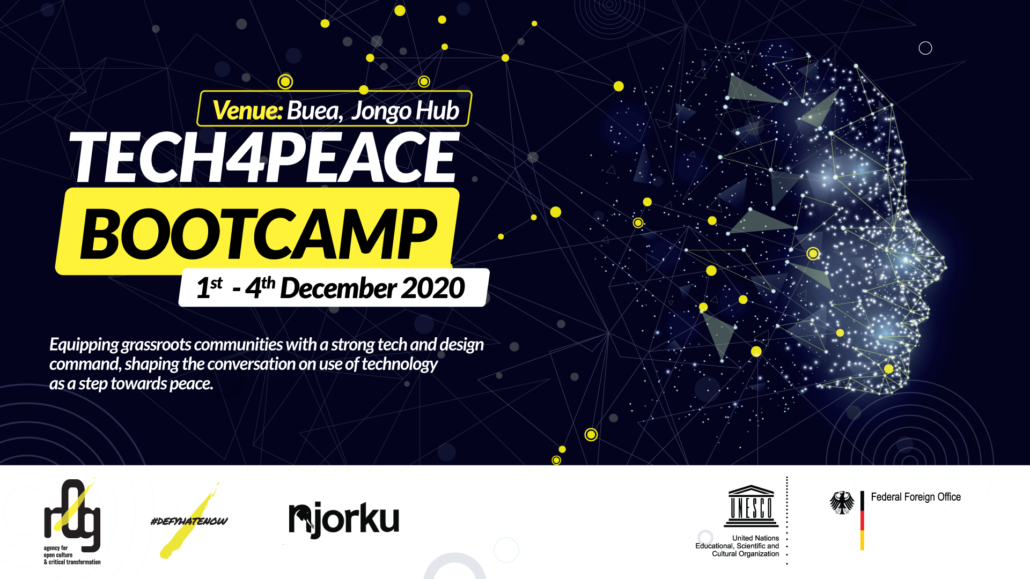 Venue: Buea, Jongo Hub
TECH4PEACE
BOOTCAMP
1st - 4th December 2020
Equipping grassroots communities with a strong tech and design
command, shaping the conversation on use of technology
as a step towards peace.
r0g
agency for
open culture
& critical transformation
#DEFYHATENOW
njorku
UNESCO
United Nations
Educational, Scientific and
Cultural Organization
Federal Foreign Office